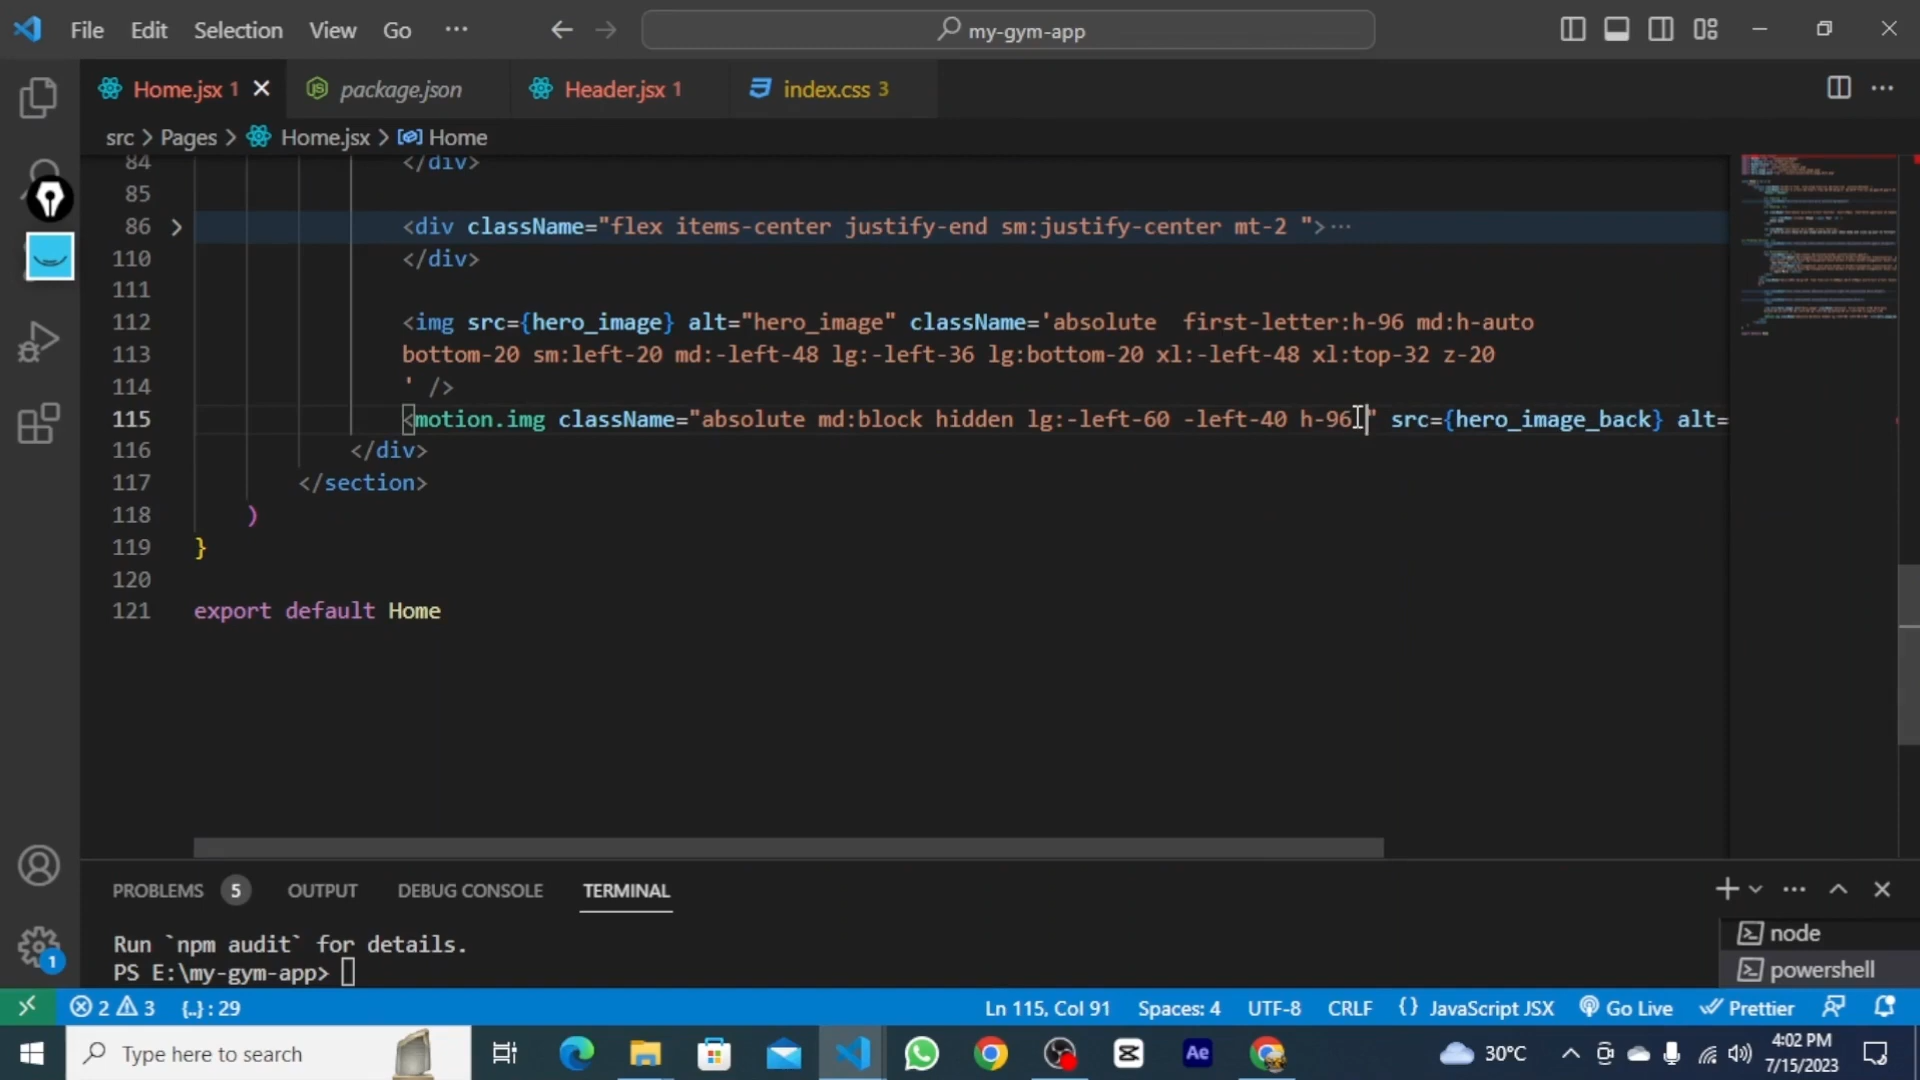 File Edit Selection View Go ··· my-gym-app
Home.jsx 1 package.json Header.jsx 1 index.css 3
src > Pages > Home.jsx > Home
84 </div>
85
86 <div className="flex items-center justify-end sm:justify-center mt-2 ">···
110 </div>
111
112 <img src={hero_image} alt="hero_image" className='absolute  first-letter:h-96 md:h-auto
113 bottom-20 sm:left-20 md:-left-48 lg:-left-36 lg:bottom-20 xl:-left-48 xl:top-32 z-20
114 ' />
115 <motion.img className="absolute md:block hidden lg:-left-60 -left-40 h-96 " src={hero_image_back} alt=
116 </div>
117 </section>
118 )
119 }
120
121 export default Home
PROBLEMS 5 OUTPUT DEBUG CONSOLE TERMINAL
Run `npm audit` for details.
PS E:\my-gym-app>
node
powershell
1
2 3 {..} : 29 Ln 115, Col 91 Spaces: 4 UTF-8 CRLF {} JavaScript JSX Go Live Prettier
Type here to search Ae 30°C 4:02 PM
7/15/2023